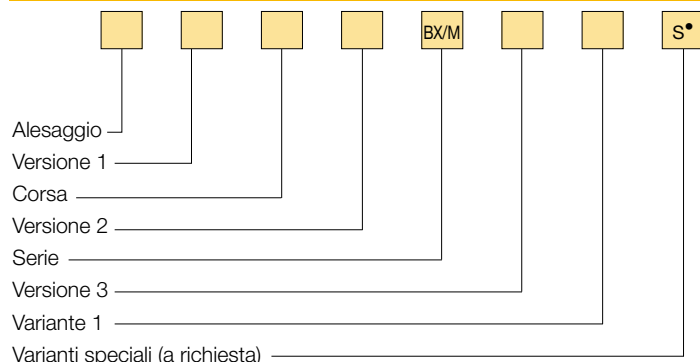 BX/M S•
Alesaggio
Versione 1
Corsa
Versione 2
Serie
Versione 3
Variante 1
Varianti speciali (a richiesta)